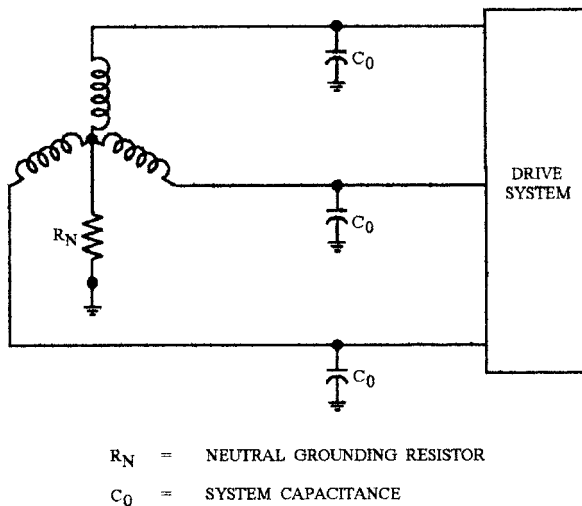 C0
DRIVE
SYSTEM
C0
RN
C0
RN = NEUTRAL GROUNDING RESISTOR
C0 = SYSTEM CAPACITANCE